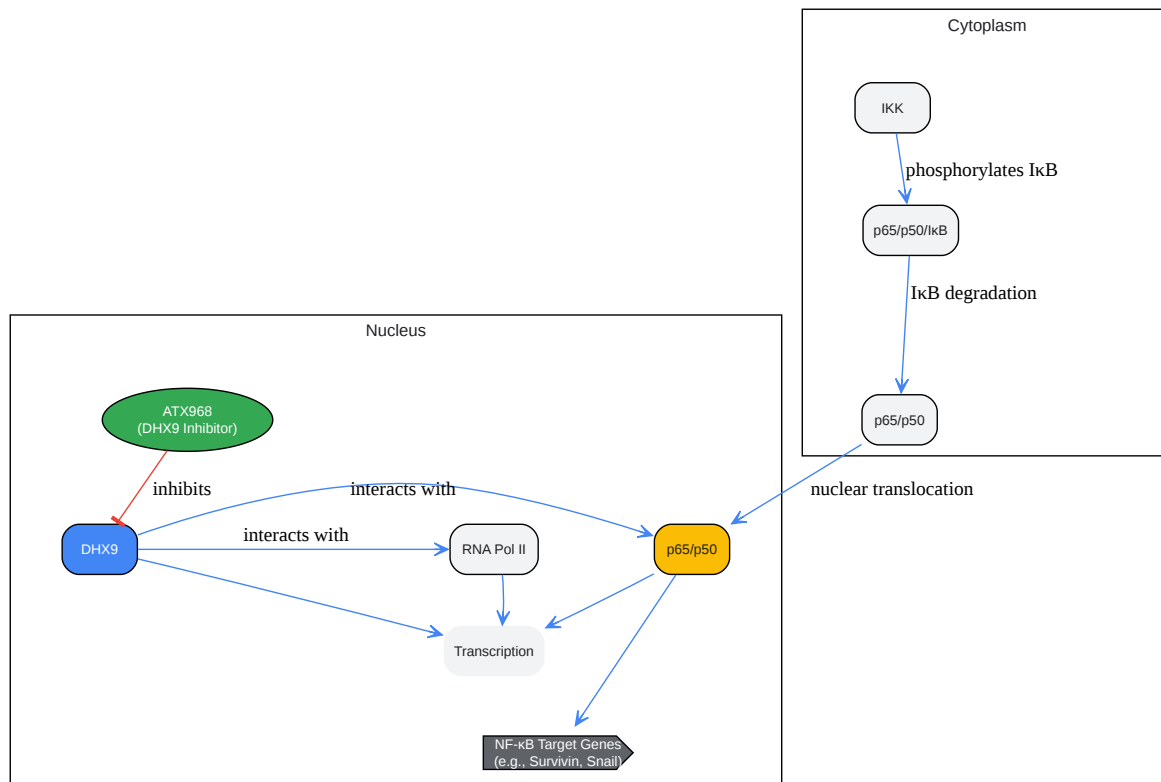 Cytoplasm
IKK
phosphorylates IκB
p65/p50/IκB
IκB degradation
p65/p50
nuclear translocation
Nucleus
ATX968
(DHX9 Inhibitor)
inhibits
interacts with
interacts with
DHX9
RNA Pol II
p65/p50
Transcription
NF-κB Target Genes
(e.g., Survivin, Snail)